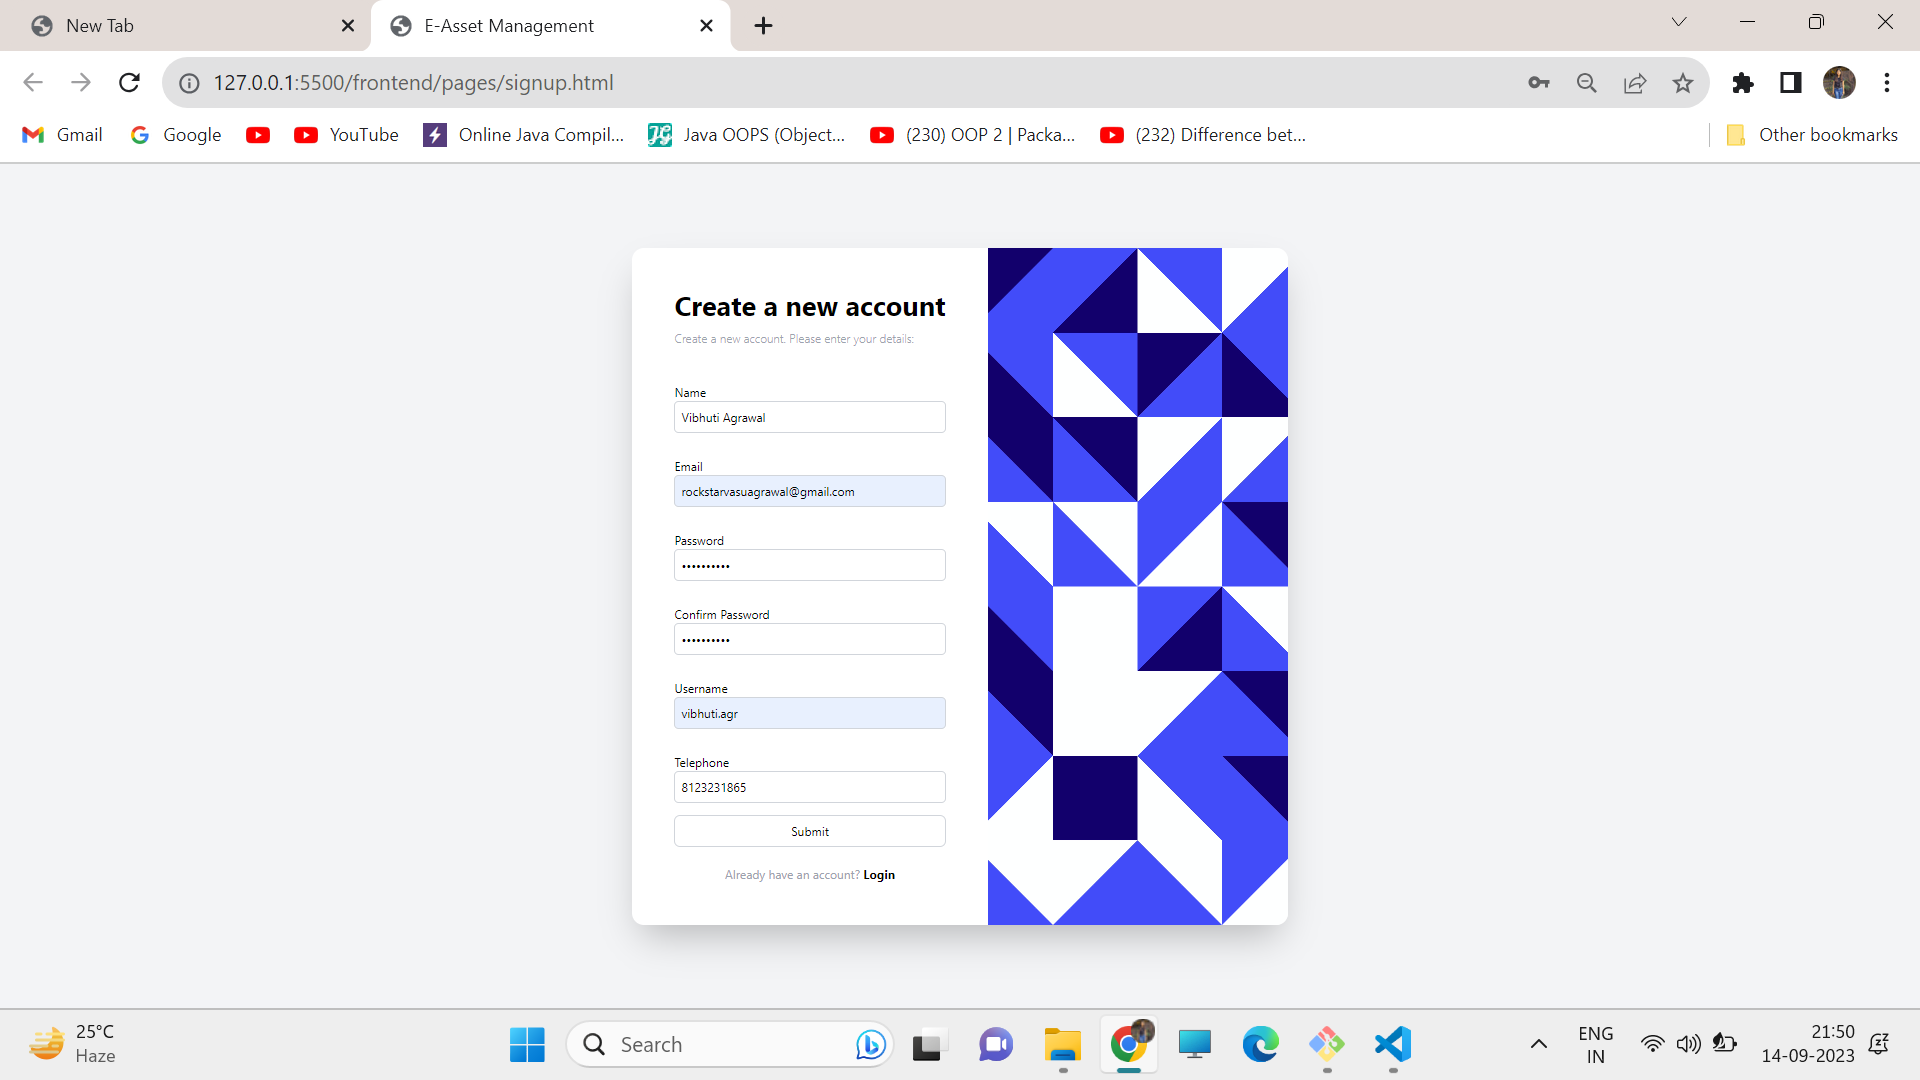 New Tab
E-Asset Management
127.0.0.1:5500/frontend/pages/signup.html
Gmail Google YouTube Online Java Compil... Java OOPS (Object... (230) OOP 2 | Packa... (232) Difference bet... Other bookmarks
Create a new account
Create a new account. Please enter your details:
Name
Vibhuti Agrawal
Email
rockstarvasuagrawal@gmail.com
Password
••••••••••
Confirm Password
••••••••••
Username
vibhuti.agr
Telephone
8123231865
Submit
Already have an account? Login
25°C
Haze
Search
ENG
IN
21:50
14-09-2023